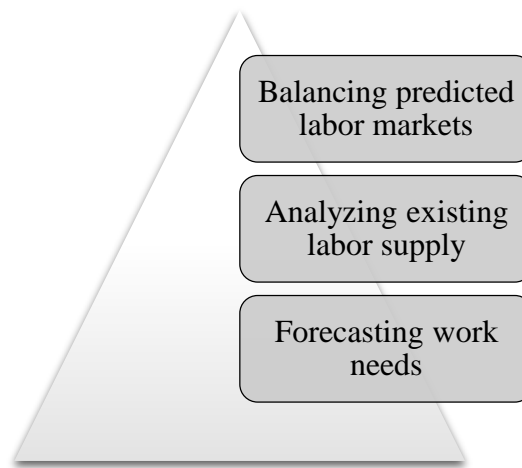 Balancing predicted
labor markets
Analyzing existing
labor supply
Forecasting work
needs